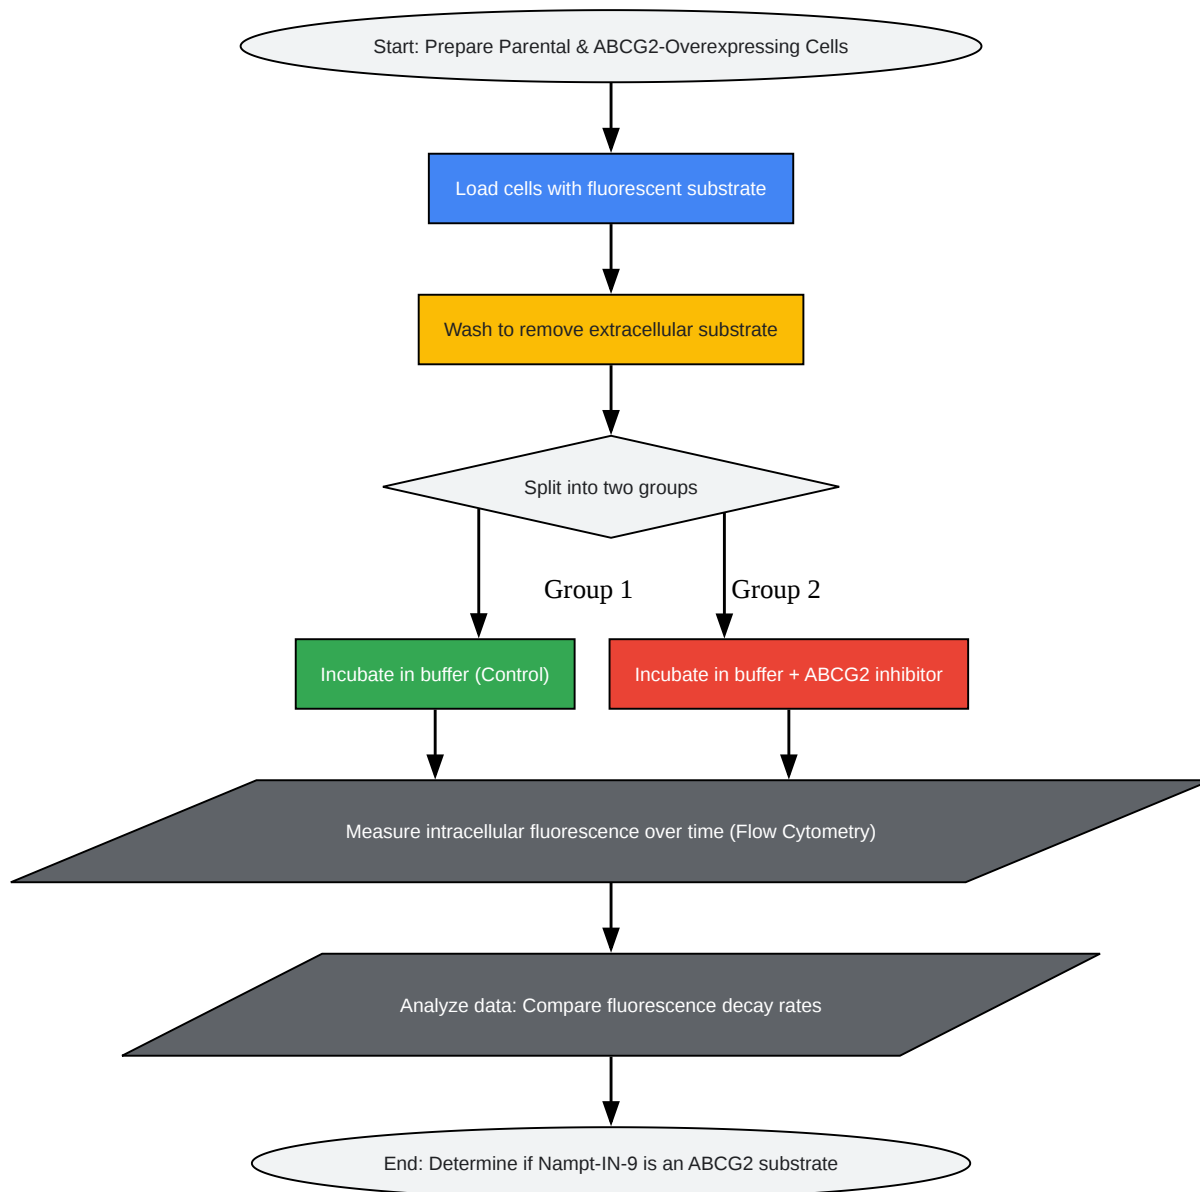 Start: Prepare Parental & ABCG2-Overexpressing Cells
Load cells with fluorescent substrate
Wash to remove extracellular substrate
Split into two groups
Group 1
Group 2
Incubate in buffer (Control)
Incubate in buffer + ABCG2 inhibitor
Measure intracellular fluorescence over time (Flow Cytometry)
Analyze data: Compare fluorescence decay rates
End: Determine if Nampt-IN-9 is an ABCG2 substrate